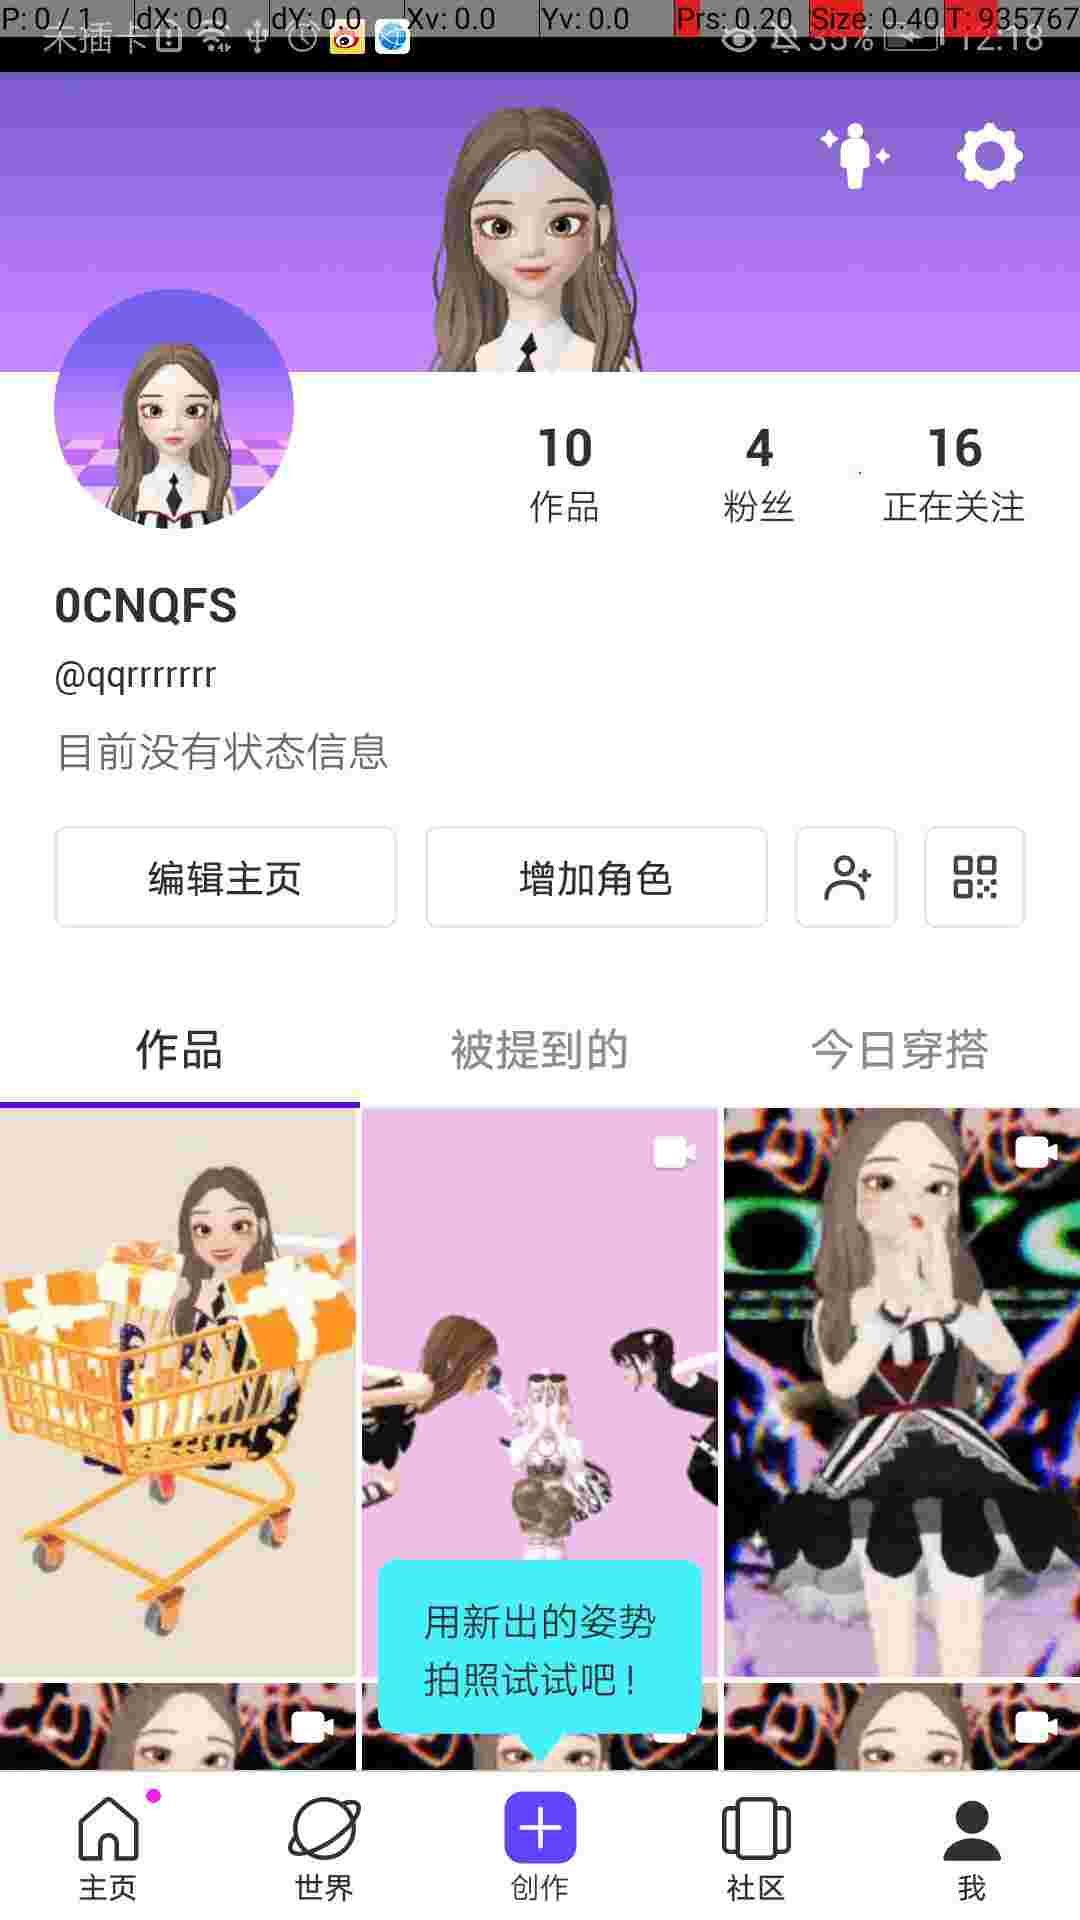 P: 0 / 1 dX: 0.0 dY: 0.0 Xv: 0.0 Yv: 0.0 Prs: 0.20 Size: 0.40 T: 935767
未插卡 35% 12:18
10 4 16
作品 粉丝 正在关注
0CNQFS
@qqrrrrrrr
目前没有状态信息
编辑主页 增加角色
作品 被提到的 今日穿搭
用新出的姿势
拍照试试吧！
主页 世界 创作 社区 我